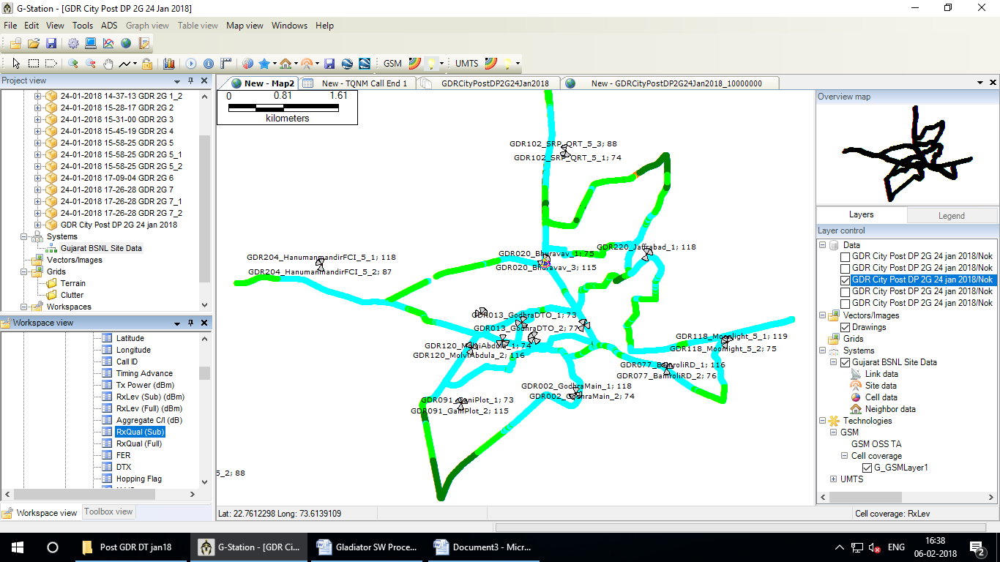 G-Station - [GDR City Post DP 2G 24 Jan 2018]
File Edit View Tools ADS Graph view Table view Map view Windows Help
GSM UMTS
Project view
24-01-2018 14-37-13 GDR 2G 1_2
24-01-2018 15-28-17 GDR 2G 2
24-01-2018 15-31-00 GDR 2G 3
24-01-2018 15-45-19 GDR 2G 4
24-01-2018 15-58-25 GDR 2G 5
24-01-2018 15-58-25 GDR 2G 5_1
24-01-2018 15-58-25 GDR 2G 5_2
24-01-2018 17-09-04 GDR 2G 6
24-01-2018 17-26-28 GDR 2G 7
24-01-2018 17-26-28 GDR 2G 7_1
24-01-2018 17-26-28 GDR 2G 7_2
GDR City Post DP 2G 24 jan 2018
Systems
Gujarat BSNL Site Data
Vectors/Images
Grids
Terrain
Clutter
Workspaces
Workspace view
Latitude
Longitude
Call ID
Timing Advance
Tx Power (dBm)
RxLev (Sub) (dBm)
RxLev (Full) (dBm)
Aggregate C/I (dB)
RxQual (Sub)
RxQual (Full)
FER
DTX
Hopping Flag
Workspace view Toolbox view
New - Map2 New - TQNM Call End 1 GDRCityPostDP2G24Jan2018 New - GDRCityPostDP2G24Jan2018_10000000
0 0.81 1.61
kilometers
GDR102_SRP_QRT_5_3; 88
GDR102_SRP_QRT_5_1; 74
GDR020_Bhuravav_1; 75
GDR220_Jaffrabad_1; 118
GDR020_Bhuravav_3; 115
GDR204_HanumanmandirFCI_5_1; 118
GDR204_HanumanmandirFCI_5_2; 87
GDR013_GodhraDTO_1; 73
GDR013_GodhraDTO_2; 77
GDR120_MolviAbdula_1; 74
GDR120_MolviAbdula_2; 116
GDR118_Moonlight_5_1; 119
GDR118_Moonlight_5_2; 75
GDR077_BamroliRD_1; 116
GDR077_BamroliRD_2; 76
GDR002_GodhraMain_1; 118
GDR002_GodhraMain_2; 74
GDR091_GaniPlot_1; 73
GDR091_GaniPlot_2; 115
5_2; 88
Lat: 22.7612298 Long: 73.6139109
Overview map
Layers Legend
Layer control
Data
GDR City Post DP 2G 24 jan 2018/Nok
GDR City Post DP 2G 24 jan 2018/Nok
GDR City Post DP 2G 24 jan 2018/Nok
GDR City Post DP 2G 24 jan 2018/Nok
GDR City Post DP 2G 24 jan 2018/Nok
Vectors/Images
Drawings
Grids
Systems
Gujarat BSNL Site Data
Link data
Site data
Cell data
Neighbor data
Technologies
GSM
GSM OSS TA
Cell coverage
G_GSMLayer1
UMTS
Cell coverage: RxLev
Post GDR DT jan18 G-Station - [GDR Ci... Gladiator SW Proce... Document3 - Micr... ENG 16:38
06-02-2018
2